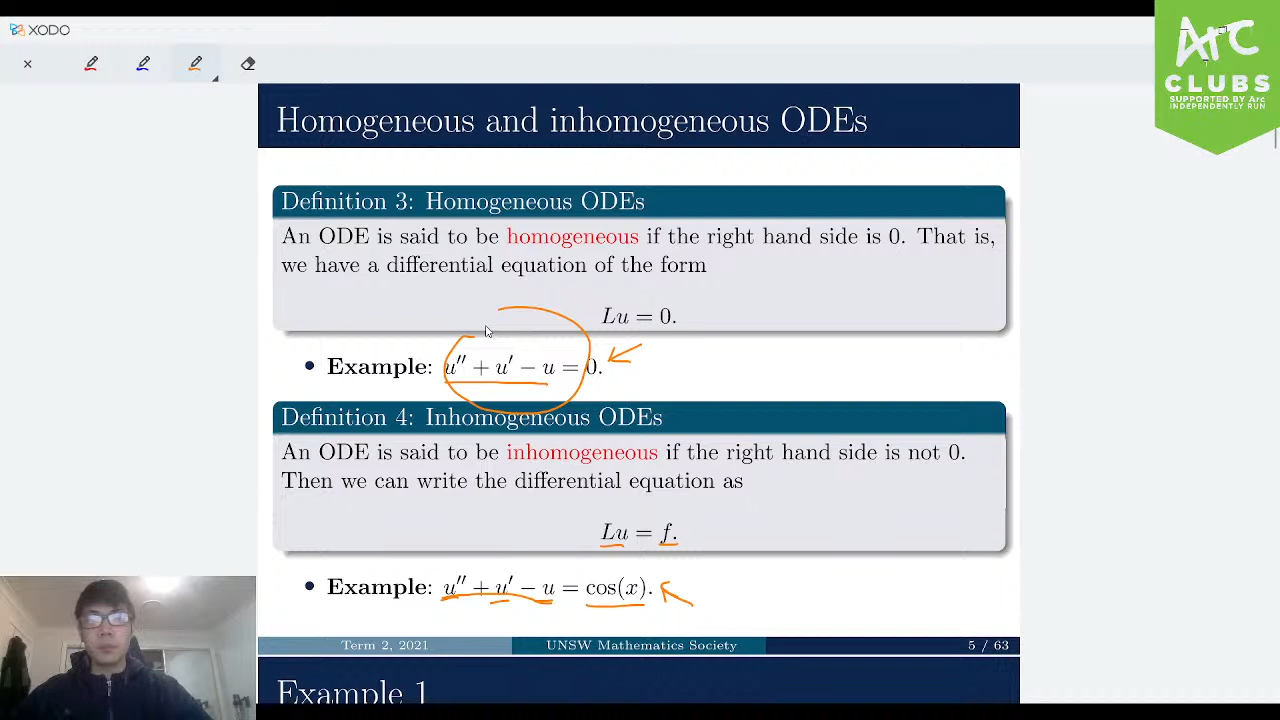 XODO
Arc
CLUBS
SUPPORTED BY Arc
INDEPENDENTLY RUN
Homogeneous and inhomogeneous ODEs
Definition 3: Homogeneous ODEs
An ODE is said to be homogeneous if the right hand side is 0. That is,
we have a differential equation of the form
Lu = 0.
• Example: u′′ + u′ − u = 0.
Definition 4: Inhomogeneous ODEs
An ODE is said to be inhomogeneous if the right hand side is not 0.
Then we can write the differential equation as
Lu = f.
• Example: u′′ + u′ − u = cos(x).
Term 2, 2021 UNSW Mathematics Society 5 / 63
Example 1